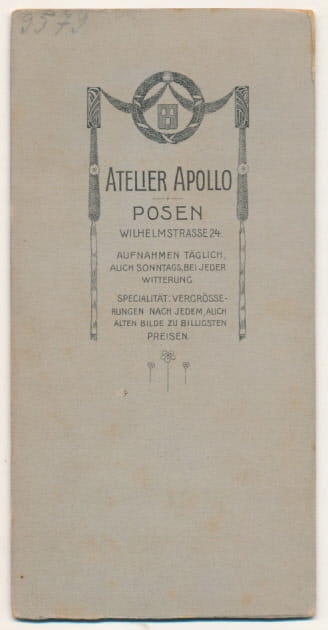 9579
ATELIER APOLLO
POSEN
WILHELMSTRASSE 24.
AUFNAHMEN TÄGLICH,
AUCH SONNTAGS, BEI JEDER
WITTERUNG
SPECIALITÄT: VERGRÖSSE-
RUNGEN NACH JEDEM, AUCH
ALTEN BILDE ZU BILLIGSTEN
PREISEN.